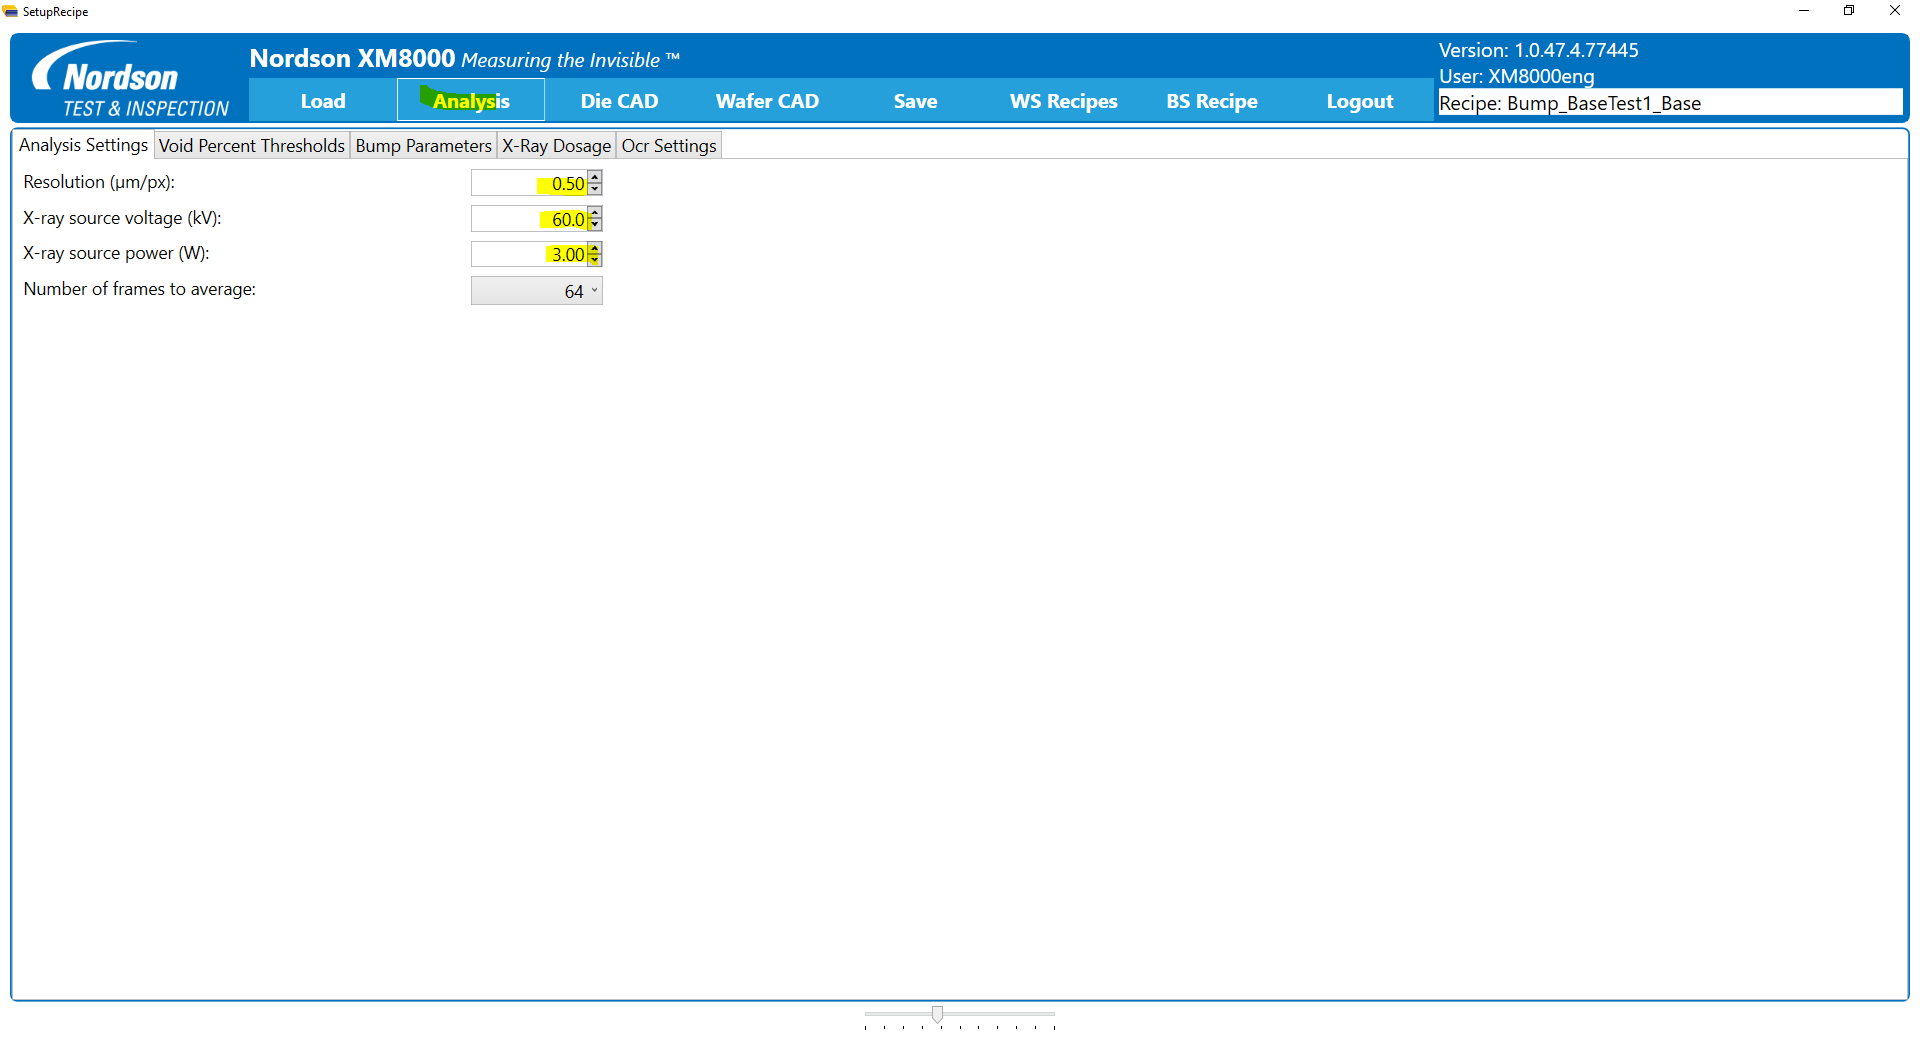 SetupRecipe
Nordson
TEST & INSPECTION
Nordson XM8000 Measuring the Invisible ™
Load Analysis Die CAD Wafer CAD Save WS Recipes BS Recipe Logout
Version: 1.0.47.4.77445
User: XM8000eng
Recipe: Bump_BaseTest1_Base
Analysis Settings Void Percent Thresholds Bump Parameters X-Ray Dosage Ocr Settings
Resolution (µm/px): 0.50
X-ray source voltage (kV): 60.0
X-ray source power (W): 3.00
Number of frames to average: 64